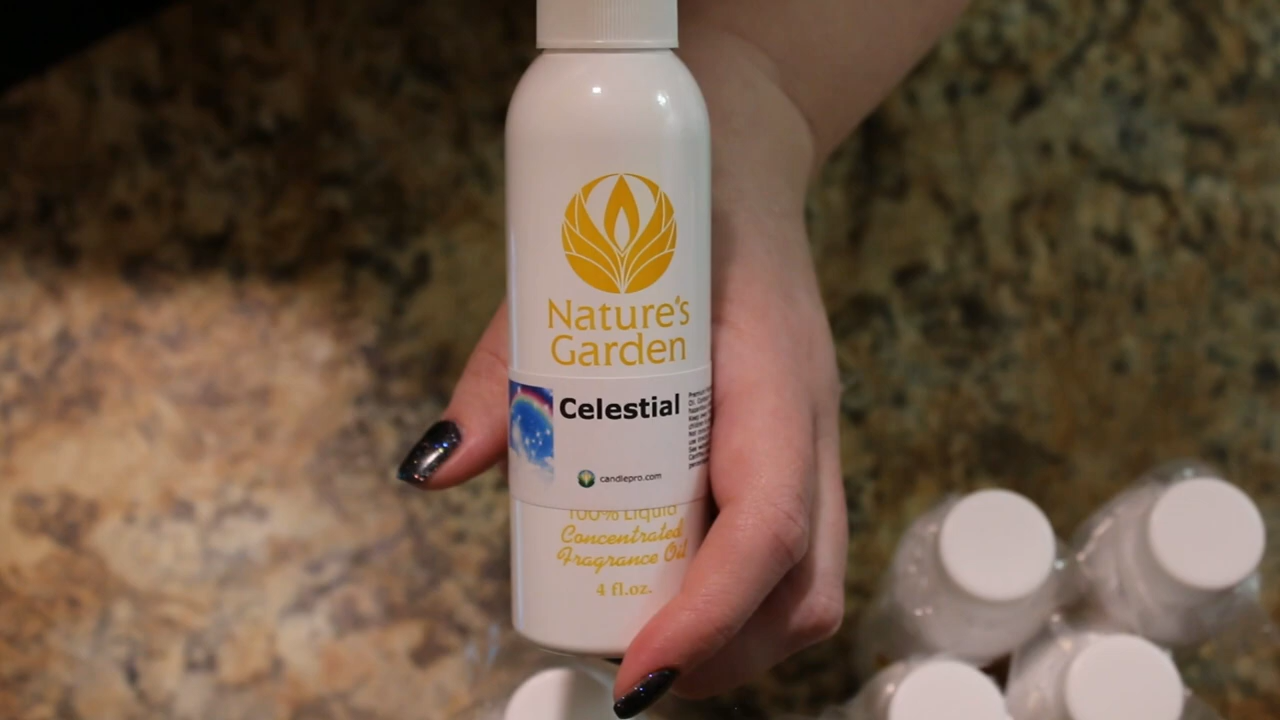 Nature's
Garden
Celestial
candlepro.com
100% Liquid
Concentrated
Fragrance Oil
4 fl.oz.